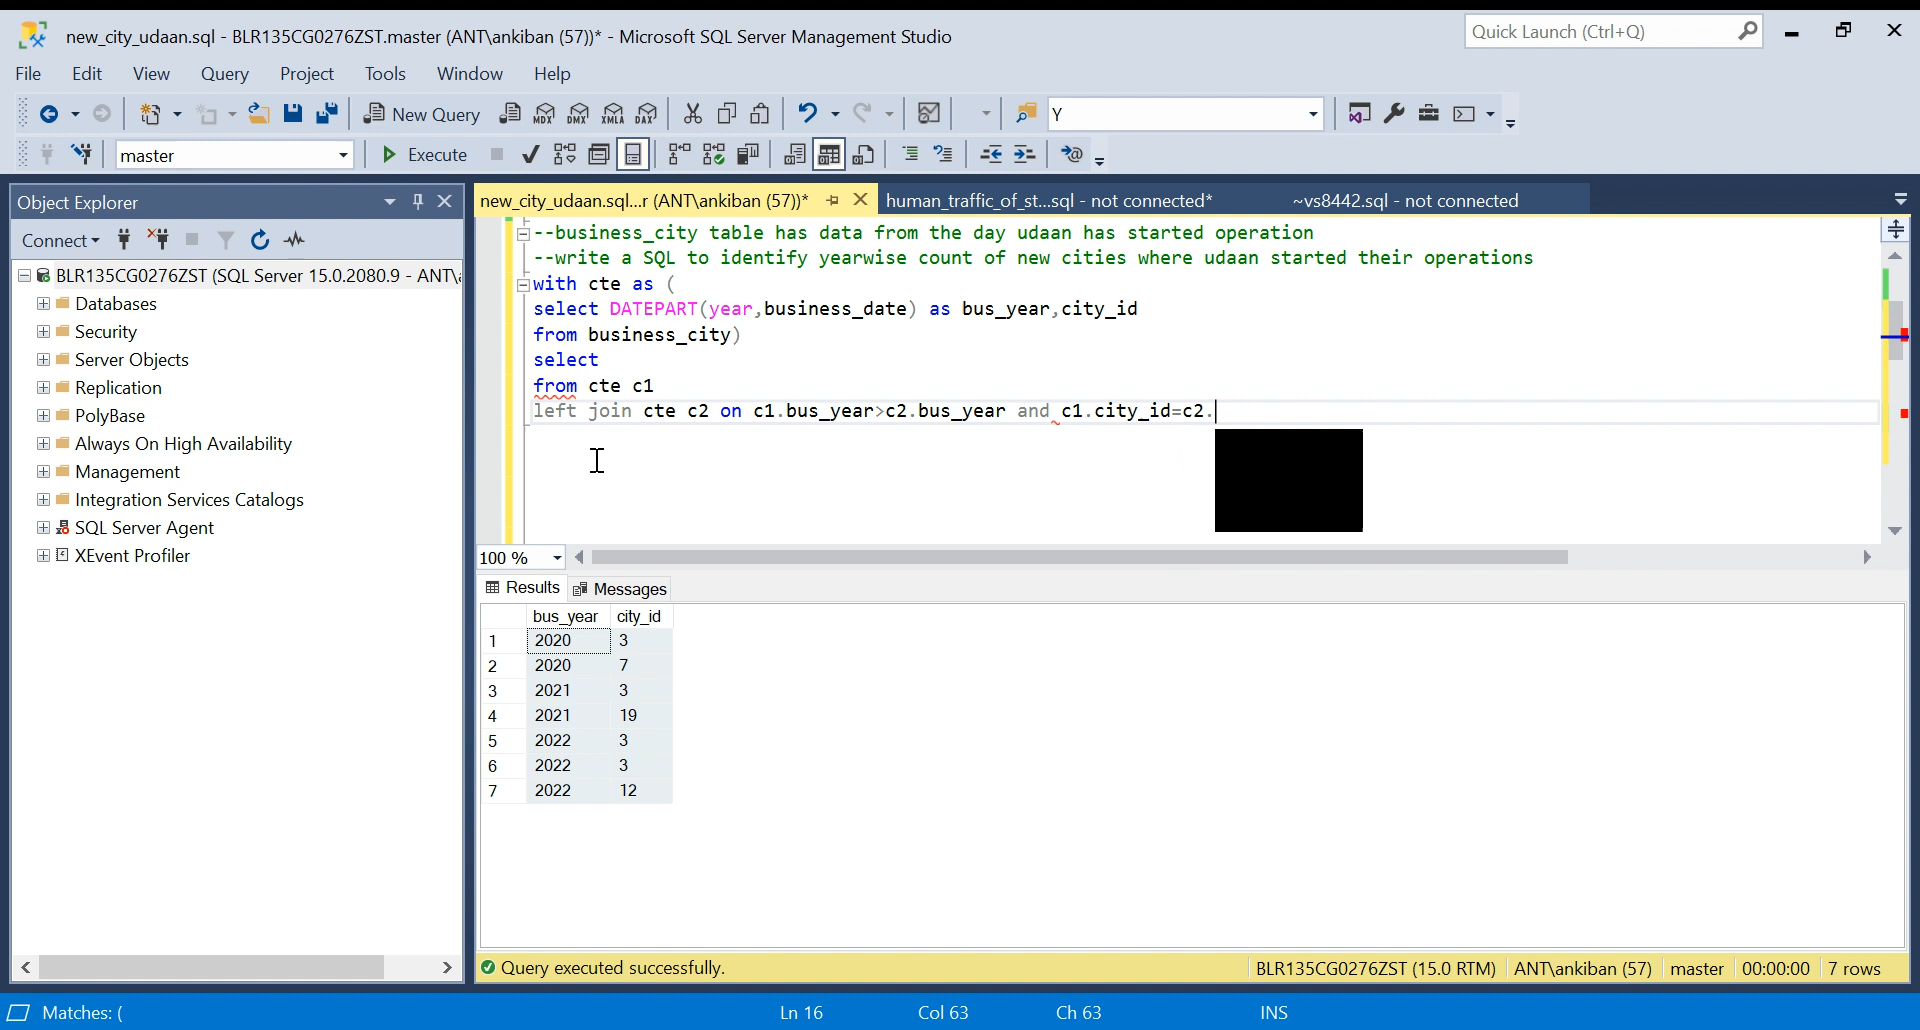 new_city_udaan.sql - BLR135CG0276ZST.master (ANT\ankiban (57))* - Microsoft SQL Server Management Studio
Quick Launch (Ctrl+Q)
File Edit View Query Project Tools Window Help
New Query MDX DMX XMLA DAX Y
master Execute
Object Explorer
new_city_udaan.sql...r (ANT\ankiban (57))* human_traffic_of_st...sql - not connected* ~vs8442.sql - not connected
Connect
BLR135CG0276ZST (SQL Server 15.0.2080.9 - ANT\
Databases
Security
Server Objects
Replication
PolyBase
Always On High Availability
Management
Integration Services Catalogs
SQL Server Agent
XEvent Profiler
--business_city table has data from the day udaan has started operation
--write a SQL to identify yearwise count of new cities where udaan started their operations
with cte as (
select DATEPART(year,business_date) as bus_year,city_id
from business_city)
select
from cte c1
left join cte c2 on c1.bus_year>c2.bus_year and c1.city_id=c2.
100 %
Results Messages
bus_year city_id
1 2020 3
2 2020 7
3 2021 3
4 2021 19
5 2022 3
6 2022 3
7 2022 12
Query executed successfully. BLR135CG0276ZST (15.0 RTM) ANT\ankiban (57) master 00:00:00 7 rows
Matches: ( Ln 16 Col 63 Ch 63 INS